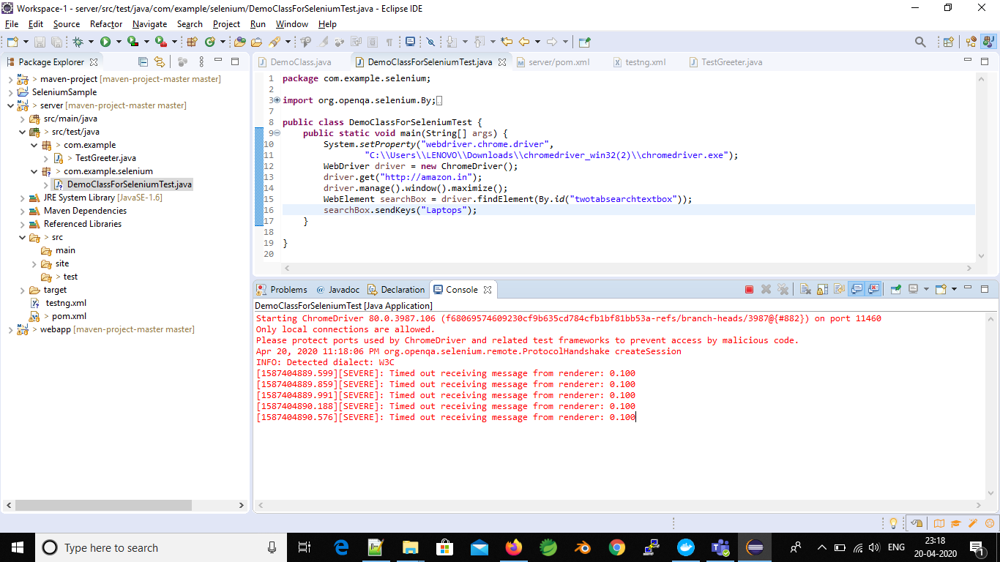 Workspace-1 - server/src/test/java/com/example/selenium/DemoClassForSeleniumTest.java - Eclipse IDE
File Edit Source Refactor Navigate Search Project Run Window Help
Package Explorer
> maven-project [maven-project-master master]
SeleniumSample
> server [maven-project-master master]
src/main/java
> src/test/java
> com.example
> TestGreeter.java
> com.example.selenium
DemoClassForSeleniumTest.java
JRE System Library [JavaSE-1.6]
Maven Dependencies
Referenced Libraries
> src
main
site
> test
target
testng.xml
> pom.xml
> webapp [maven-project-master master]
DemoClass.java DemoClassForSeleniumTest.java server/pom.xml testng.xml TestGreeter.java
1 package com.example.selenium;
2
3 import org.openqa.selenium.By;
7
8 public class DemoClassForSeleniumTest {
9 public static void main(String[] args) {
10 System.setProperty("webdriver.chrome.driver",
11 "C:\\Users\\LENOVO\\Downloads\\chromedriver_win32(2)\\chromedriver.exe");
12 WebDriver driver = new ChromeDriver();
13 driver.get("http://amazon.in");
14 driver.manage().window().maximize();
15 WebElement searchBox = driver.findElement(By.id("twotabsearchtextbox"));
16 searchBox.sendKeys("Laptops");
17 }
18
19 }
20
Problems @ Javadoc Declaration Console
DemoClassForSeleniumTest [Java Application]
Starting ChromeDriver 80.0.3987.106 (f68069574609230cf9b635cd784cfb1bf81bb53a-refs/branch-heads/3987@{#882}) on port 11460
Only local connections are allowed.
Please protect ports used by ChromeDriver and related test frameworks to prevent access by malicious code.
Apr 20, 2020 11:18:06 PM org.openqa.selenium.remote.ProtocolHandshake createSession
INFO: Detected dialect: W3C
[1587404889.599][SEVERE]: Timed out receiving message from renderer: 0.100
[1587404889.859][SEVERE]: Timed out receiving message from renderer: 0.100
[1587404889.991][SEVERE]: Timed out receiving message from renderer: 0.100
[1587404890.188][SEVERE]: Timed out receiving message from renderer: 0.100
[1587404890.576][SEVERE]: Timed out receiving message from renderer: 0.100
Type here to search
ENG
23:18
20-04-2020
1